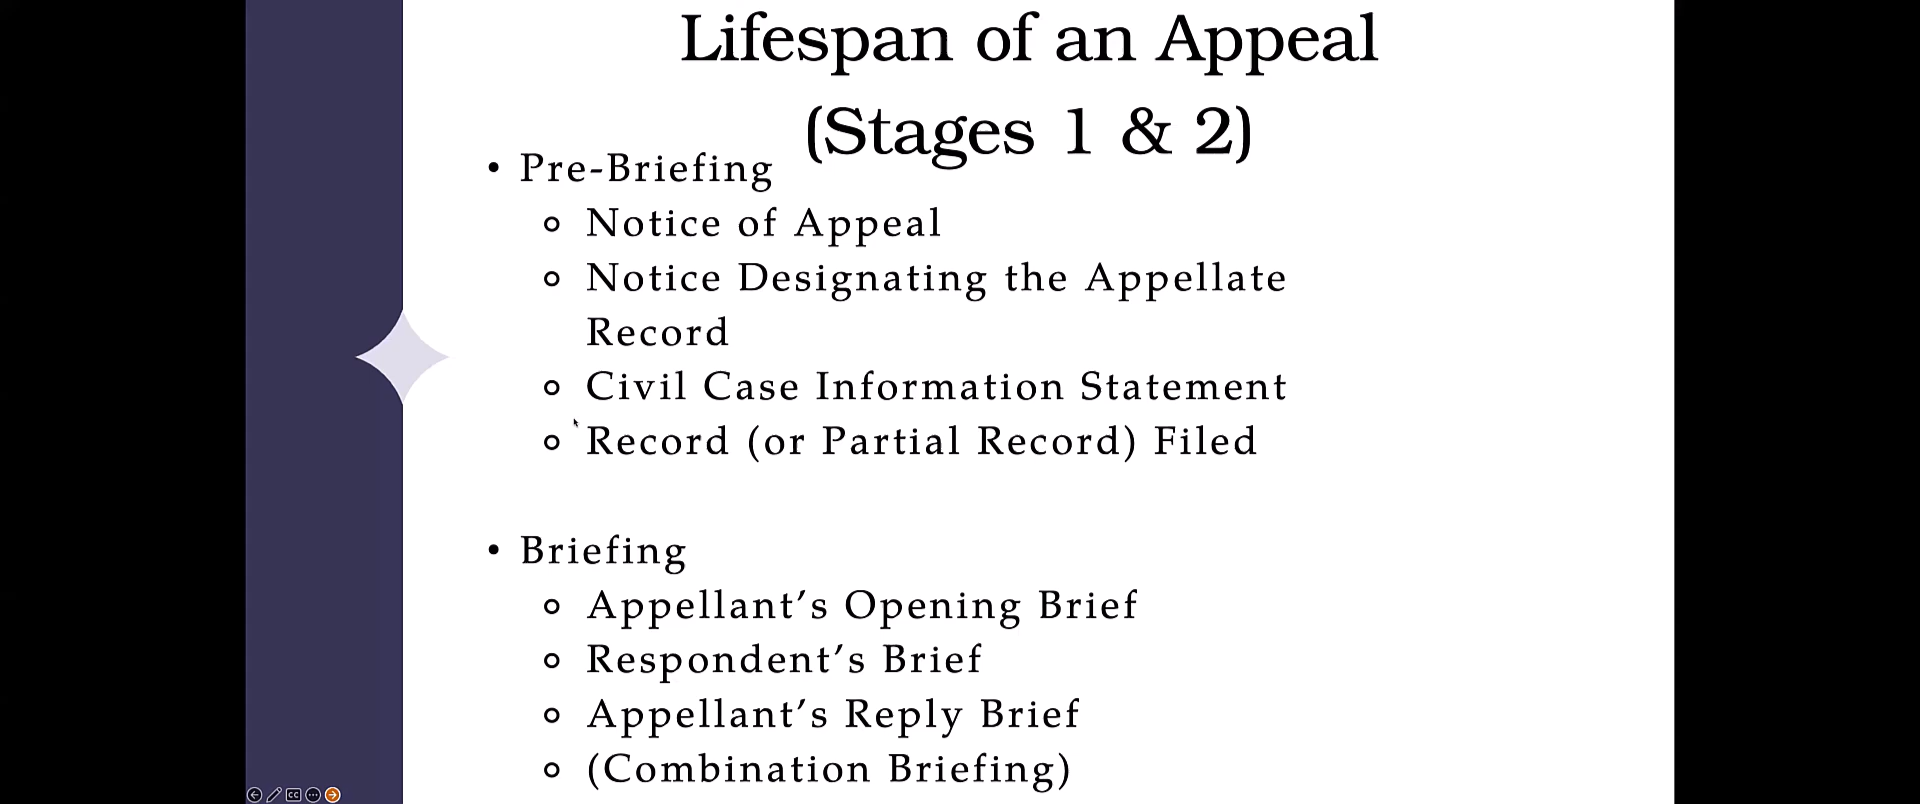 Lifespan of an Appeal
(Stages 1 & 2)
• Pre-Briefing
o Notice of Appeal
o Notice Designating the Appellate
Record
o Civil Case Information Statement
o Record (or Partial Record) Filed
• Briefing
o Appellant’s Opening Brief
o Respondent’s Brief
o Appellant’s Reply Brief
o (Combination Briefing)
CC